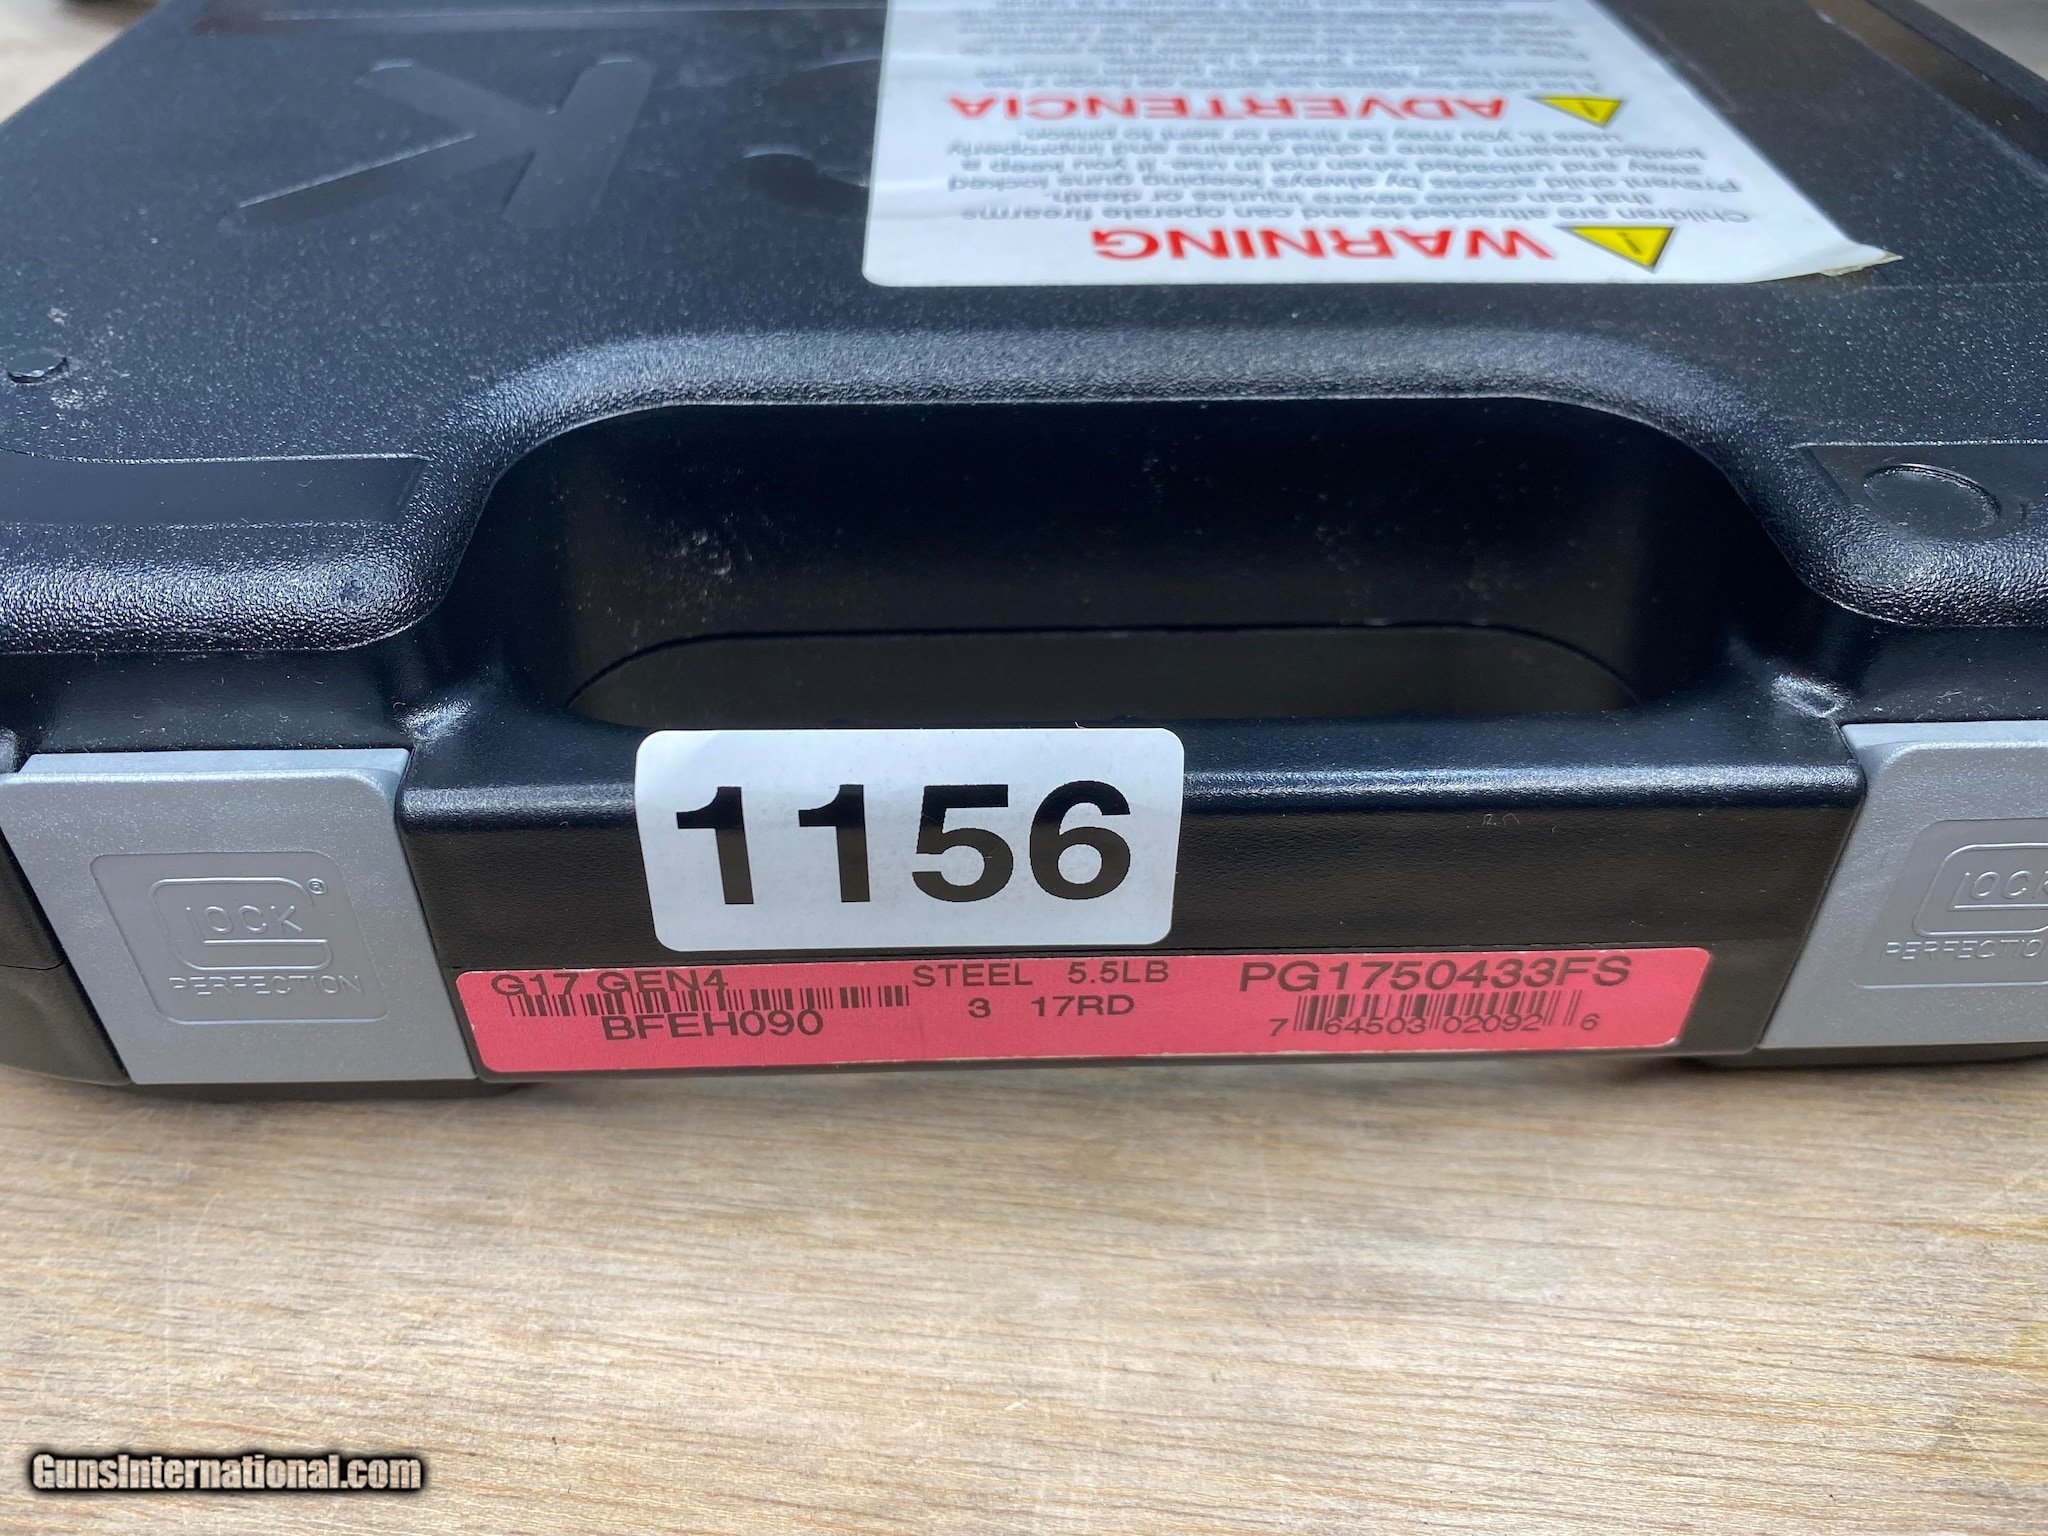 WARNING
Children are attracted to and can operate firearms
that can cause severe injuries or death.
Prevent child access by always keeping guns locked
away and unloaded when not in use. If you keep a
loaded firearm where a child obtains and improperly
uses it, you may be fined or sent to prison.
ADVERTENCIA
CK
1156
GLOCK®
PERFECTION
GLOCK
PERFECTIO
G17 GEN4 STEEL 5.5LB PG1750433FS
BFEH090 3 17RD 7 64503 02092 6
GunsInternational.com